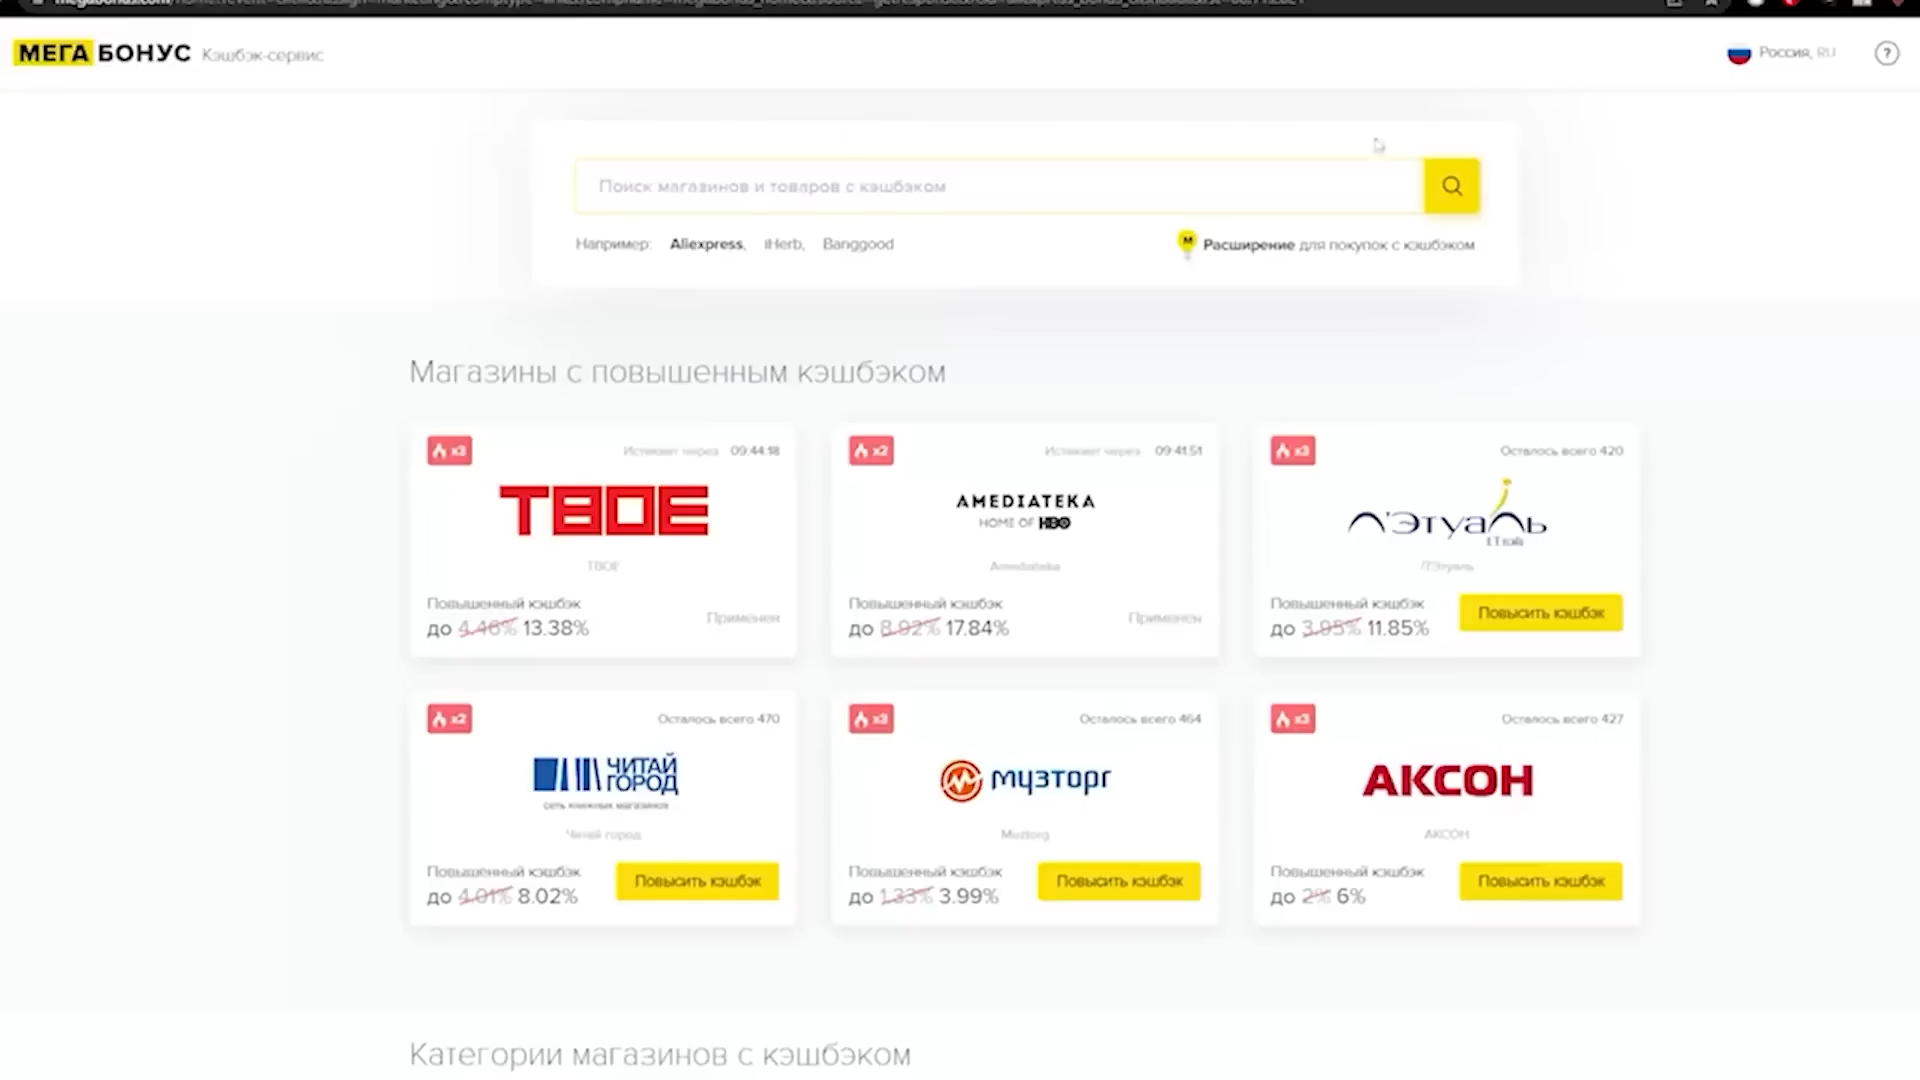 МЕГА БОНУС Кэшбэк-сервис
Россия, RU
?
Поиск магазинов и товаров с кэшбэком
Например: Aliexpress, iHerb, Banggood
Расширение для покупок с кэшбэком
Магазины с повышенным кэшбэком
x3 Истекает через 09:44:18
ТВОЕ
ТВОЕ
Повышенный кэшбэк
до 4.46% 13.38%
Применен
x2 Истекает через 09:41:51
AMEDIATEKA
HOME OF HBO
Amediateka
Повышенный кэшбэк
до 8.92% 17.84%
Применен
x3 Осталось всего 420
Л'Этуаль
Л'Этуаль
Повышенный кэшбэк
до 3.95% 11.85%
Повысить кэшбэк
x2 Осталось всего 470
ЧИТАЙ
ГОРОД
сеть книжных магазинов
Читай город
Повышенный кэшбэк
до 4.01% 8.02%
Повысить кэшбэк
x3 Осталось всего 464
музторг
Muztorg
Повышенный кэшбэк
до 1.33% 3.99%
Повысить кэшбэк
x3 Осталось всего 427
АКСОН
АКСОН
Повышенный кэшбэк
до 2% 6%
Повысить кэшбэк
Категории магазинов с кэшбэком